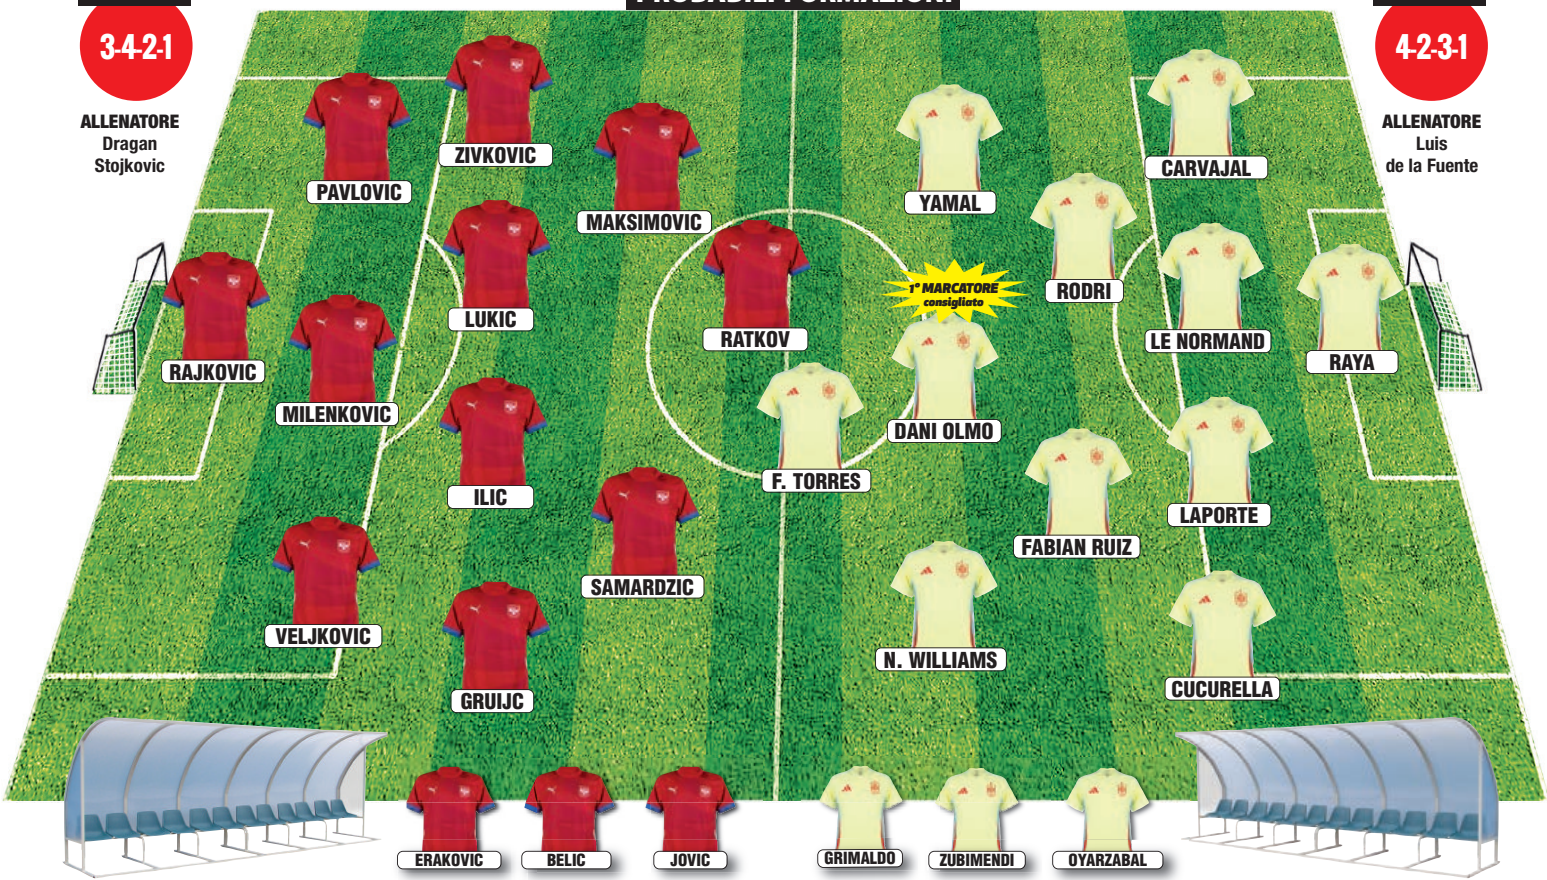 PROBABILI FORMAZIONI
3-4-2-1
ALLENATORE
Dragan
Stojkovic
4-2-3-1
ALLENATORE
Luis
de la Fuente
PAVLOVIC
ZIVKOVIC
MAKSIMOVIC
RAJKOVIC
MILENKOVIC
LUKIC
RATKOV
ILIC
SAMARDZIC
VELJKOVIC
GRUIJC
YAMAL
CARVAJAL
RODRI
1° MARCATORE
consigliato
LE NORMAND
RAYA
DANI OLMO
F. TORRES
LAPORTE
FABIAN RUIZ
N. WILLIAMS
CUCURELLA
ERAKOVIC
BELIC
JOVIC
GRIMALDO
ZUBIMENDI
OYARZABAL